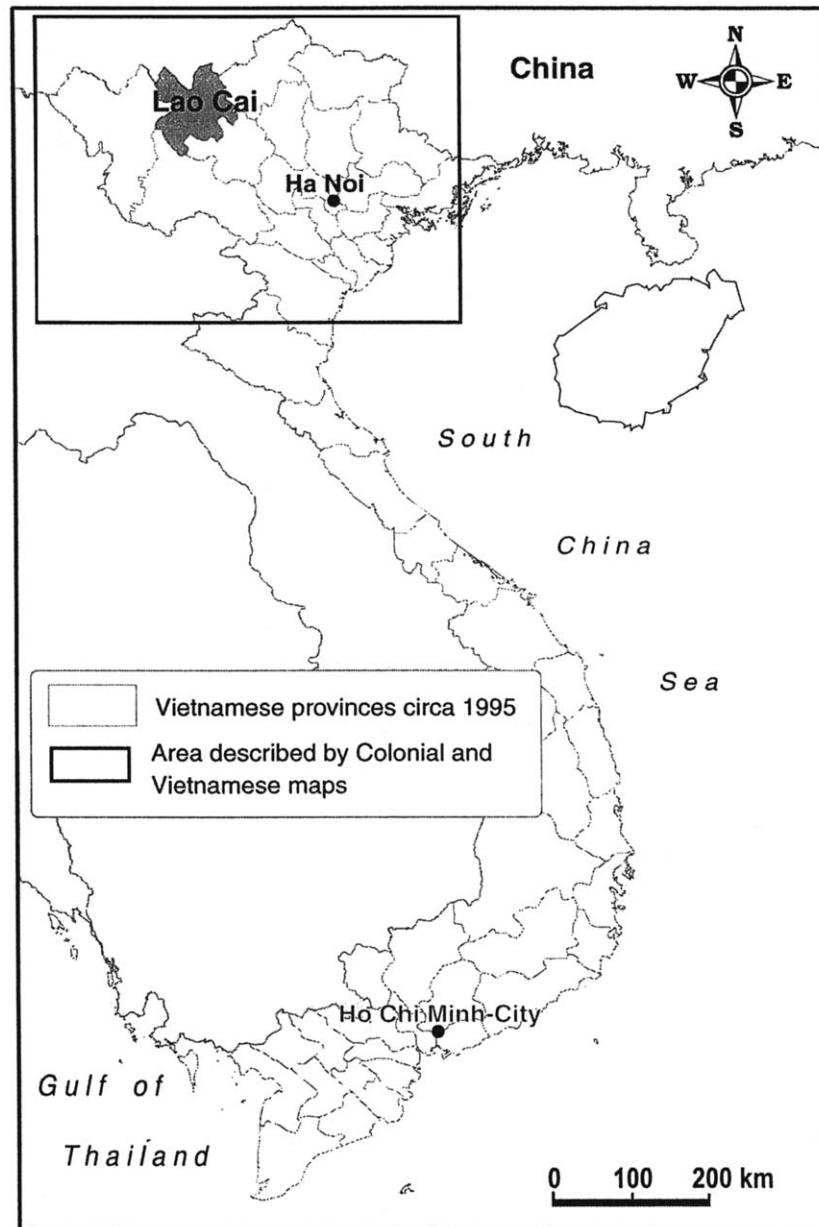 N
China
W E
S
Lao Cai
Ha Noi
South
China
Sea
Vietnamese provinces circa 1995
Area described by Colonial and
Vietnamese maps
Ho Chi Minh-City
Gulf of
Thailand
0 100 200 km